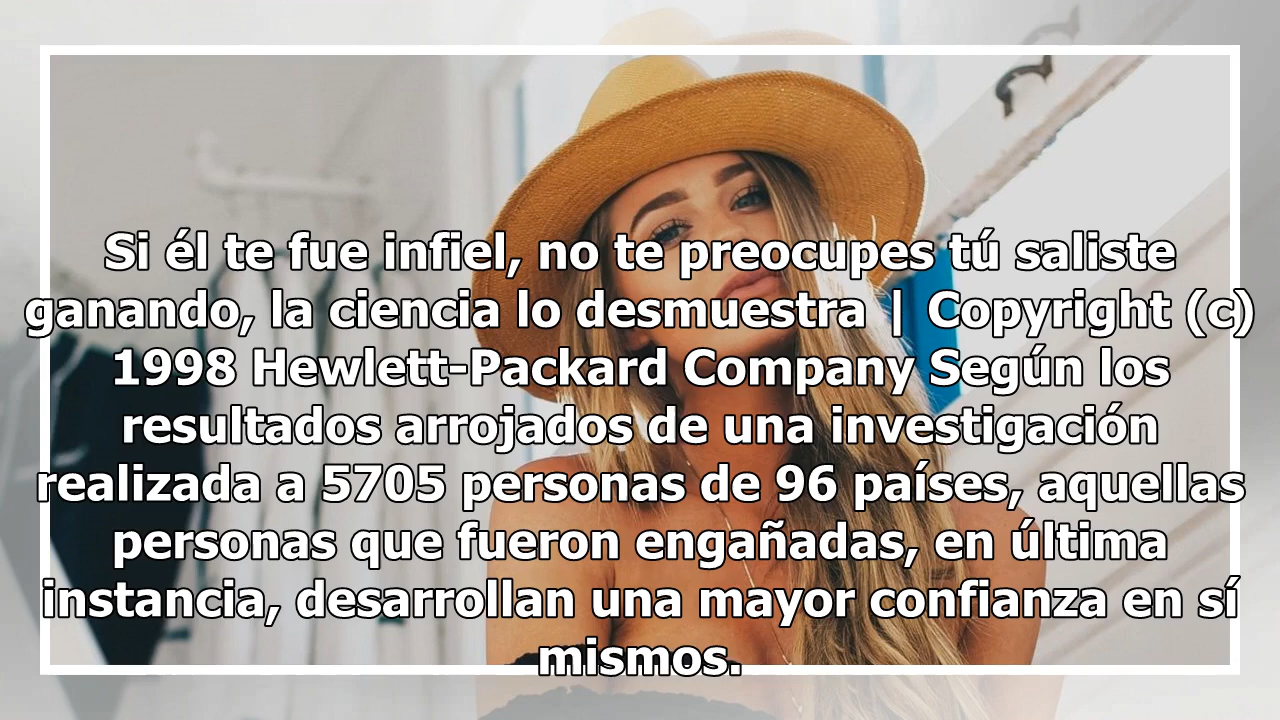 Si él te fue infiel, no te preocupes tú saliste
ganando, la ciencia lo desmuestra | Copyright (c)
1998 Hewlett-Packard Company Según los
resultados arrojados de una investigación
realizada a 5705 personas de 96 países, aquellas
personas que fueron engañadas, en última
instancia, desarrollan una mayor confianza en sí
mismos.